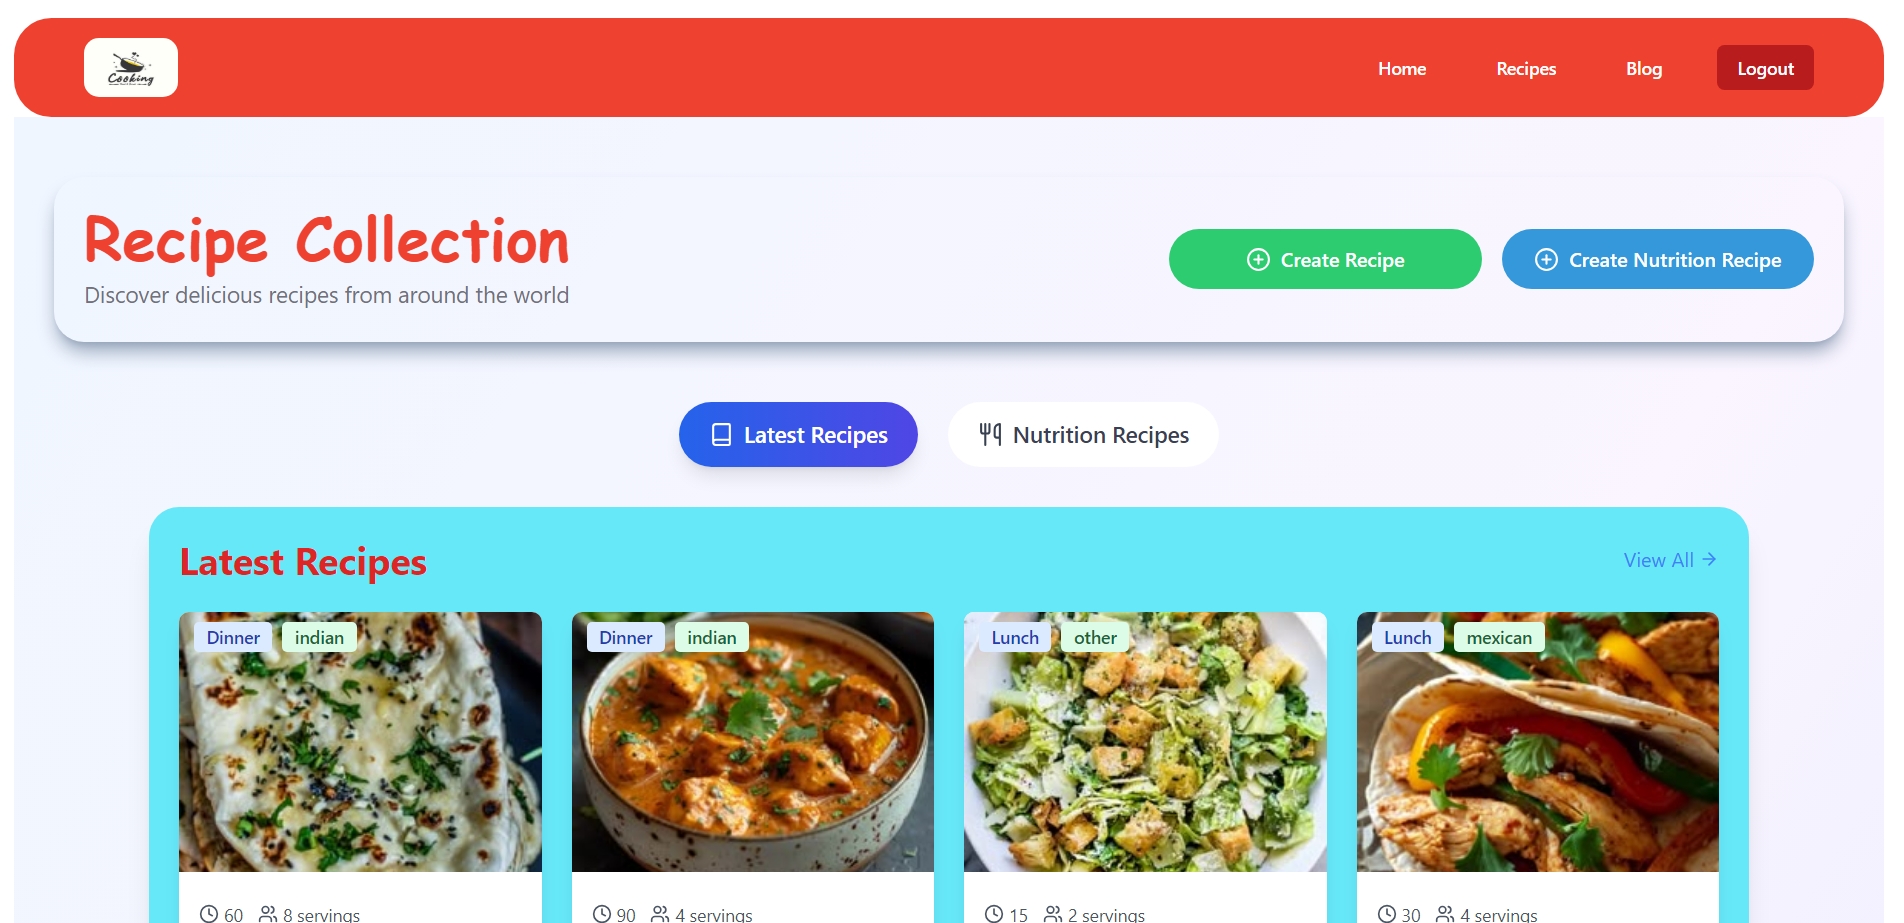 Cooking
Home Recipes Blog Logout
Recipe Collection
Discover delicious recipes from around the world
Create Recipe Create Nutrition Recipe
Latest Recipes Nutrition Recipes
Latest Recipes View All
Dinner indian Dinner indian Lunch other Lunch mexican
60 8 servings 90 4 servings 15 2 servings 30 4 servings